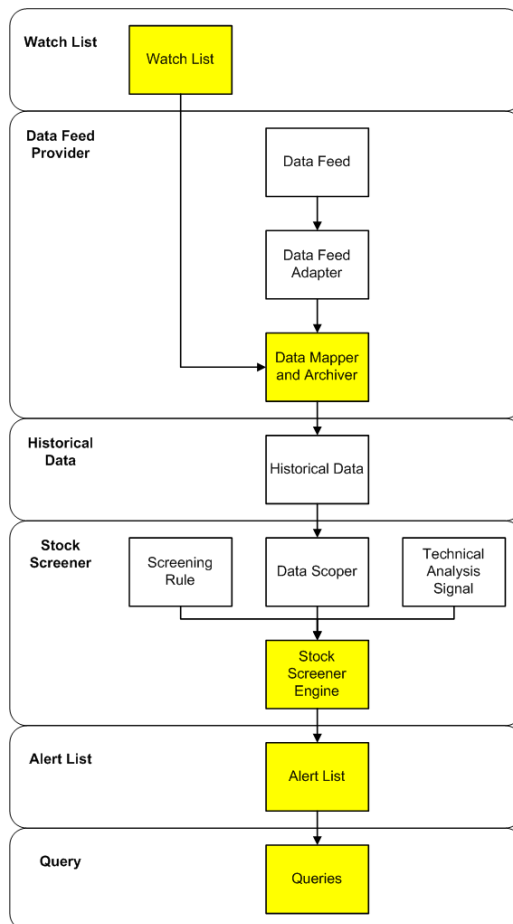 Watch List
Watch List
Data Feed
Provider
Data Feed
Data Feed
Adapter
Data Mapper
and Archiver
Historical
Data
Historical Data
Stock
Screener
Screening
Rule
Data Scoper
Technical
Analysis
Signal
Stock
Screener
Engine
Alert List
Alert List
Query
Queries